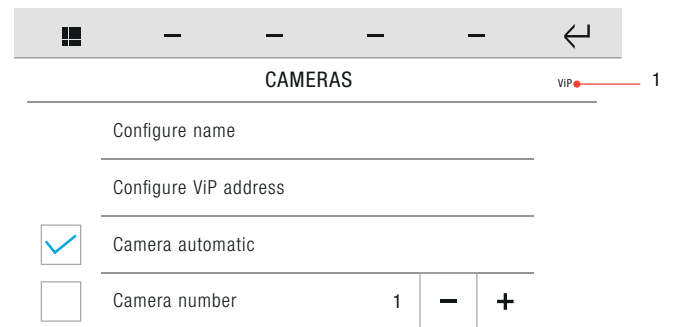 CAMERAS
ViP 1
Configure name
Configure ViP address
Camera automatic
Camera number 1 − +